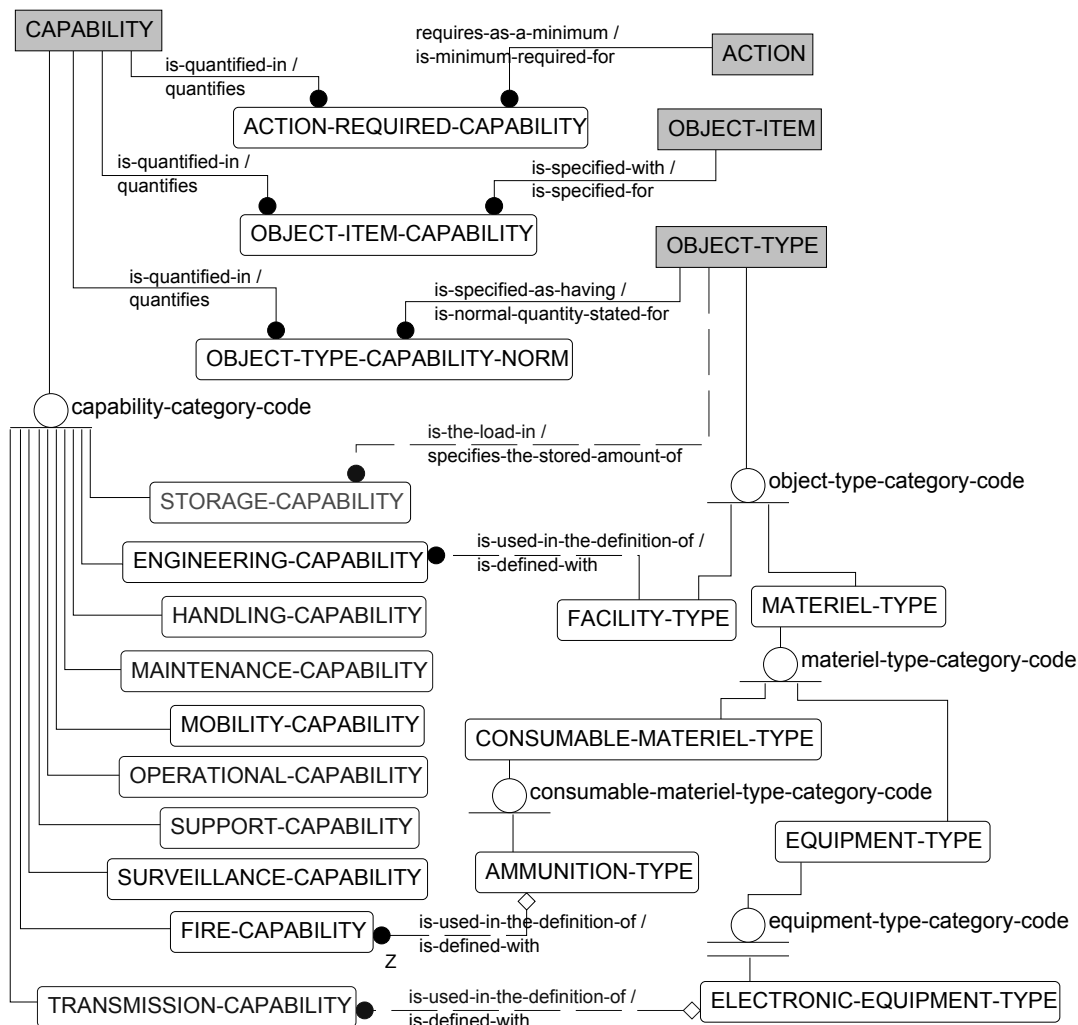 CAPABILITY
requires-as-a-minimum /
is-minimum-required-for
ACTION
is-quantified-in /
quantifies
ACTION-REQUIRED-CAPABILITY
OBJECT-ITEM
is-quantified-in /
quantifies
is-specified-with /
is-specified-for
OBJECT-ITEM-CAPABILITY
OBJECT-TYPE
is-quantified-in /
quantifies
is-specified-as-having /
is-normal-quantity-stated-for
OBJECT-TYPE-CAPABILITY-NORM
capability-category-code
is-the-load-in /
specifies-the-stored-amount-of
object-type-category-code
STORAGE-CAPABILITY
ENGINEERING-CAPABILITY
is-used-in-the-definition-of /
is-defined-with
HANDLING-CAPABILITY
FACILITY-TYPE
MATERIEL-TYPE
MAINTENANCE-CAPABILITY
materiel-type-category-code
MOBILITY-CAPABILITY
CONSUMABLE-MATERIEL-TYPE
OPERATIONAL-CAPABILITY
consumable-materiel-type-category-code
SUPPORT-CAPABILITY
EQUIPMENT-TYPE
SURVEILLANCE-CAPABILITY
AMMUNITION-TYPE
FIRE-CAPABILITY
is-used-in-the-definition-of /
is-defined-with
Z
equipment-type-category-code
TRANSMISSION-CAPABILITY
is-used-in-the-definition-of /
is-defined-with
ELECTRONIC-EQUIPMENT-TYPE